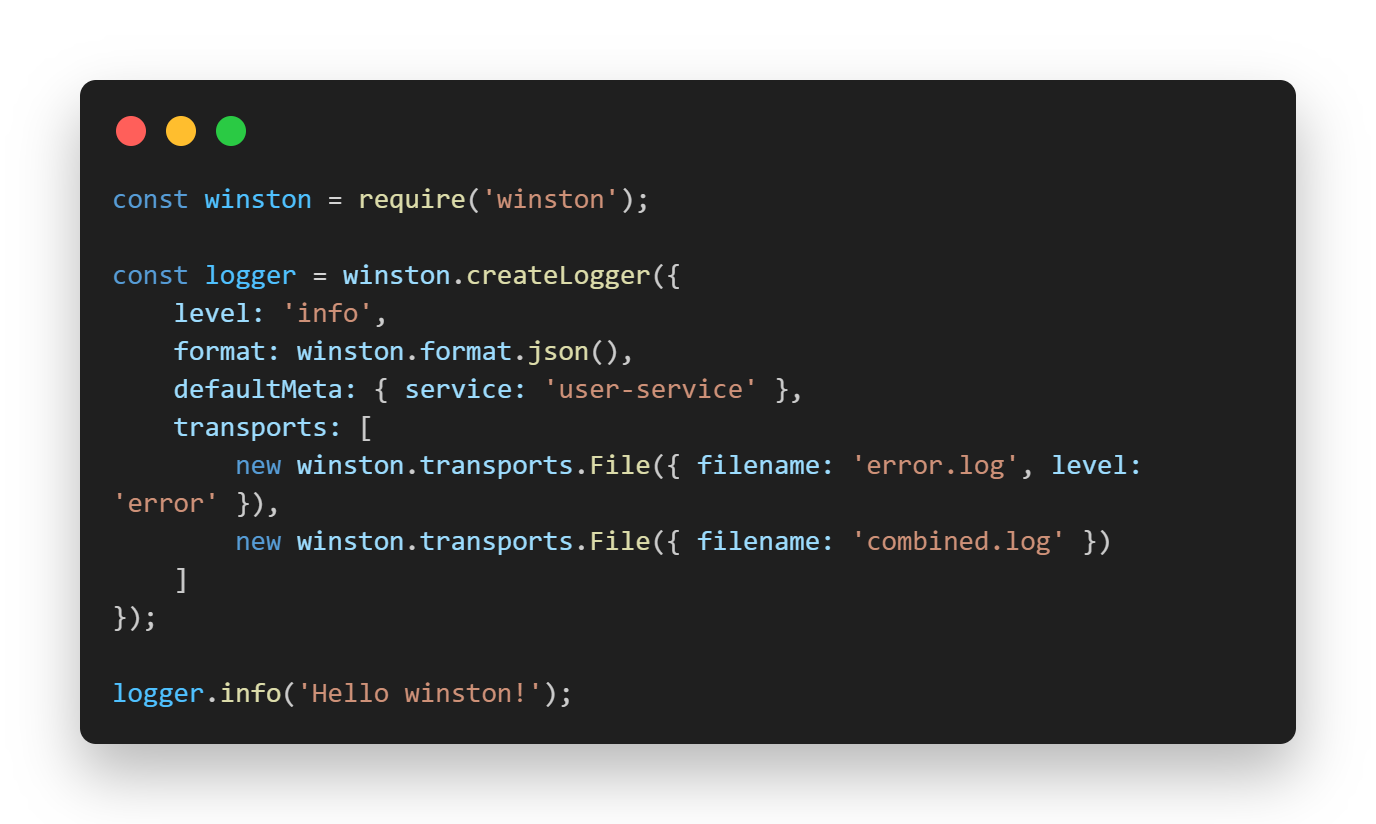 const winston = require('winston');

const logger = winston.createLogger({
    level: 'info',
    format: winston.format.json(),
    defaultMeta: { service: 'user-service' },
    transports: [
        new winston.transports.File({ filename: 'error.log', level:
'error' }),
        new winston.transports.File({ filename: 'combined.log' })
    ]
});

logger.info('Hello winston!');